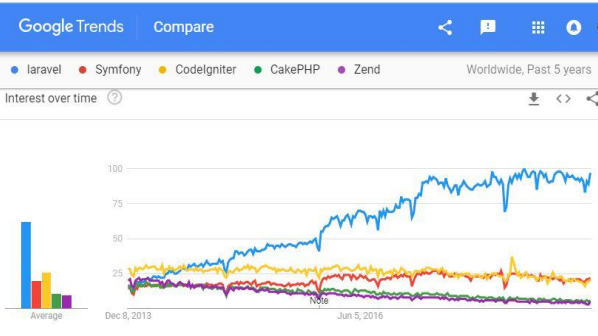 Google Trends Compare
laravel Symfony CodeIgniter CakePHP Zend Worldwide, Past 5 years
Interest over time ?
100
75
50
25
Note
Average Dec 8, 2013 Jun 5, 2016